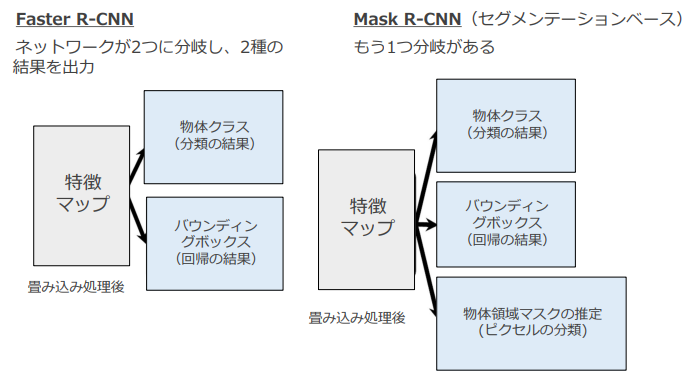 Faster R-CNN
ネットワークが2つに分岐し、2種の
結果を出力
特徴
マップ
畳み込み処理後
物体クラス
（分類の結果）
バウンディン
グボックス
（回帰の結果）
Mask R-CNN（セグメンテーションベース）
もう1つ分岐がある
特徴
マップ
畳み込み処理後
物体クラス
（分類の結果）
バウンディン
グボックス
（回帰の結果）
物体領域マスクの推定
(ピクセルの分類)